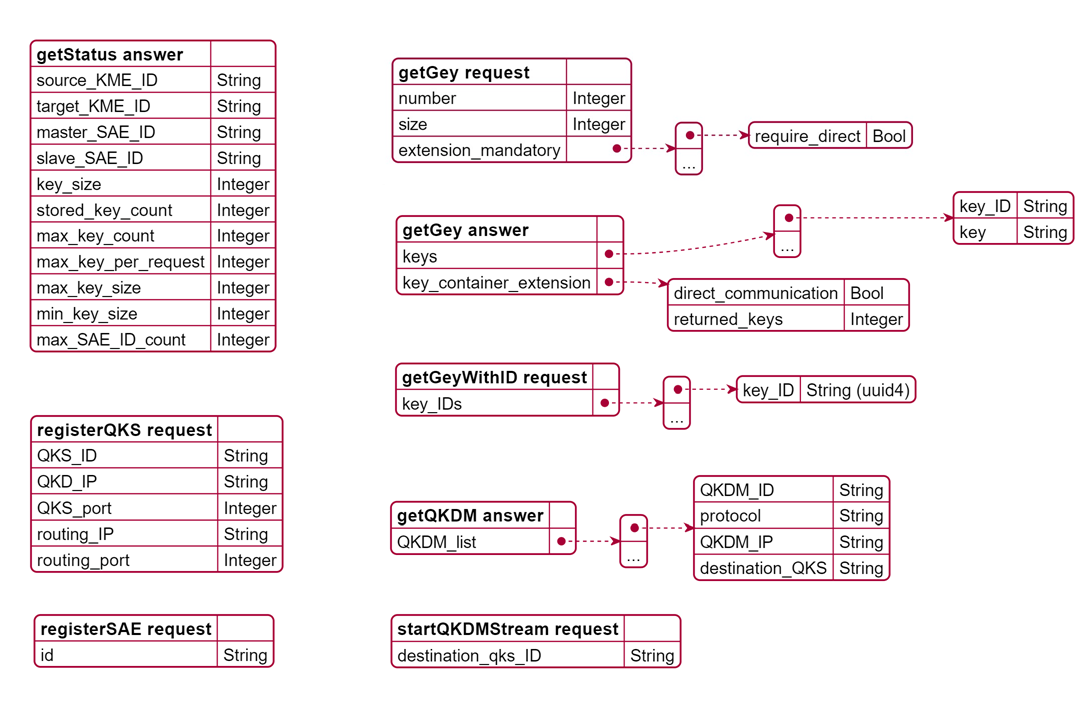 getStatus answer
source_KME_ID String
target_KME_ID String
master_SAE_ID String
slave_SAE_ID String
key_size Integer
stored_key_count Integer
max_key_count Integer
max_key_per_request Integer
max_key_size Integer
min_key_size Integer
max_SAE_ID_count Integer
registerQKS request
QKS_ID String
QKD_IP String
QKS_port Integer
routing_IP String
routing_port Integer
registerSAE request
id String
getGey request
number Integer
size Integer
extension_mandatory
...
require_direct Bool
getGey answer
keys
key_container_extension
...
key_ID String
key String
direct_communication Bool
returned_keys Integer
getGeyWithID request
key_IDs
...
key_ID String (uuid4)
getQKDM answer
QKDM_list
...
QKDM_ID String
protocol String
QKDM_IP String
destination_QKS String
startQKDMStream request
destination_qks_ID String